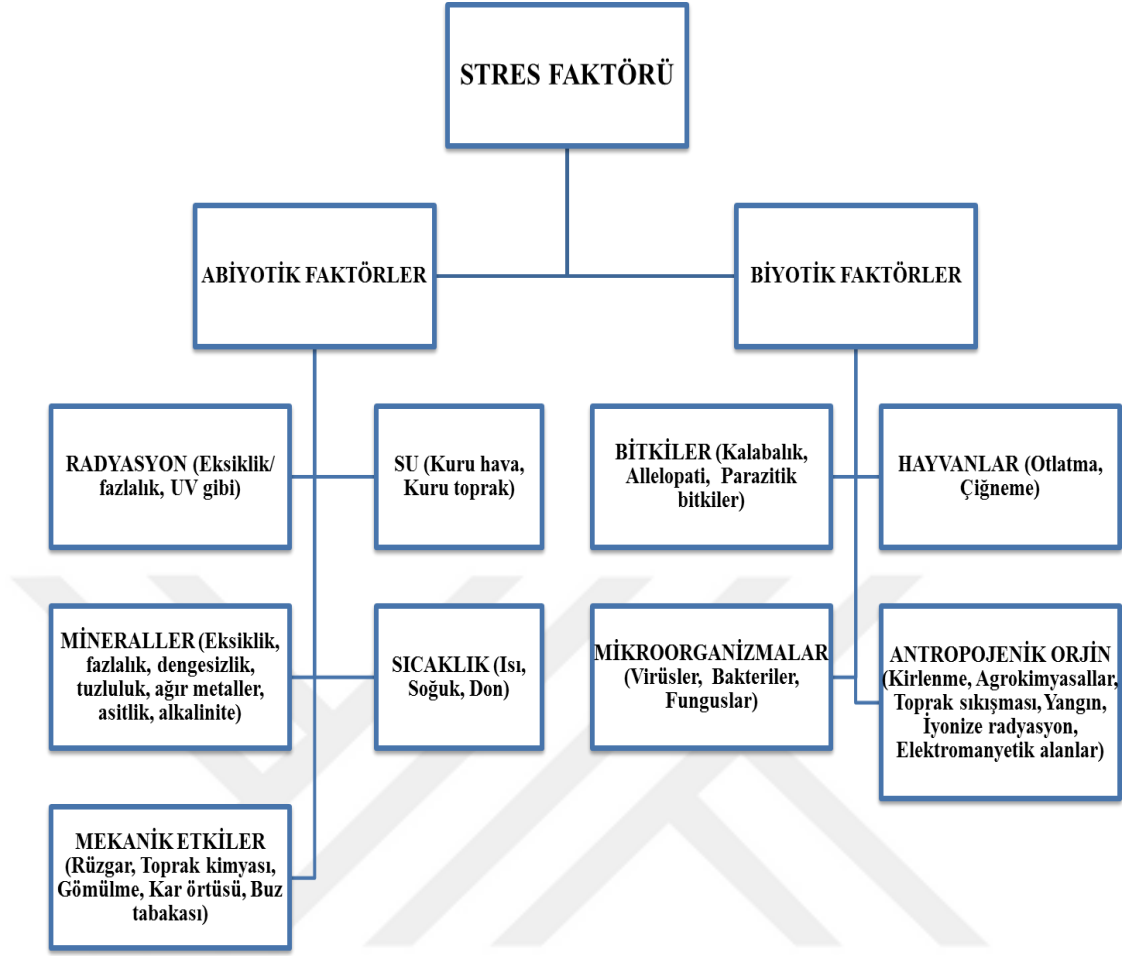 STRES FAKTÖRÜ
ABİYOTİK FAKTÖRLER
BİYOTİK FAKTÖRLER
RADYASYON (Eksiklik/
fazlalık, UV gibi)
SU (Kuru hava,
Kuru toprak)
BİTKİLER (Kalabalık,
Allelopati, Parazitik
bitkiler)
HAYVANLAR (Otlatma,
Çiğneme)
MİNERALLER (Eksiklik,
fazlalık, dengesizlik,
tuzluluk, ağır metaller,
asitlik, alkalinite)
SICAKLIK (Isı,
Soğuk, Don)
MİKROORGANİZMALAR
(Virüsler, Bakteriler,
Funguslar)
ANTROPOJENİK ORJİN
(Kirlenme, Agrokimyasallar,
Toprak sıkışması, Yangın,
İyonize radyasyon,
Elektromanyetik alanlar)
MEKANİK ETKİLER
(Rüzgar, Toprak kimyası,
Gömülme, Kar örtüsü, Buz
tabakası)